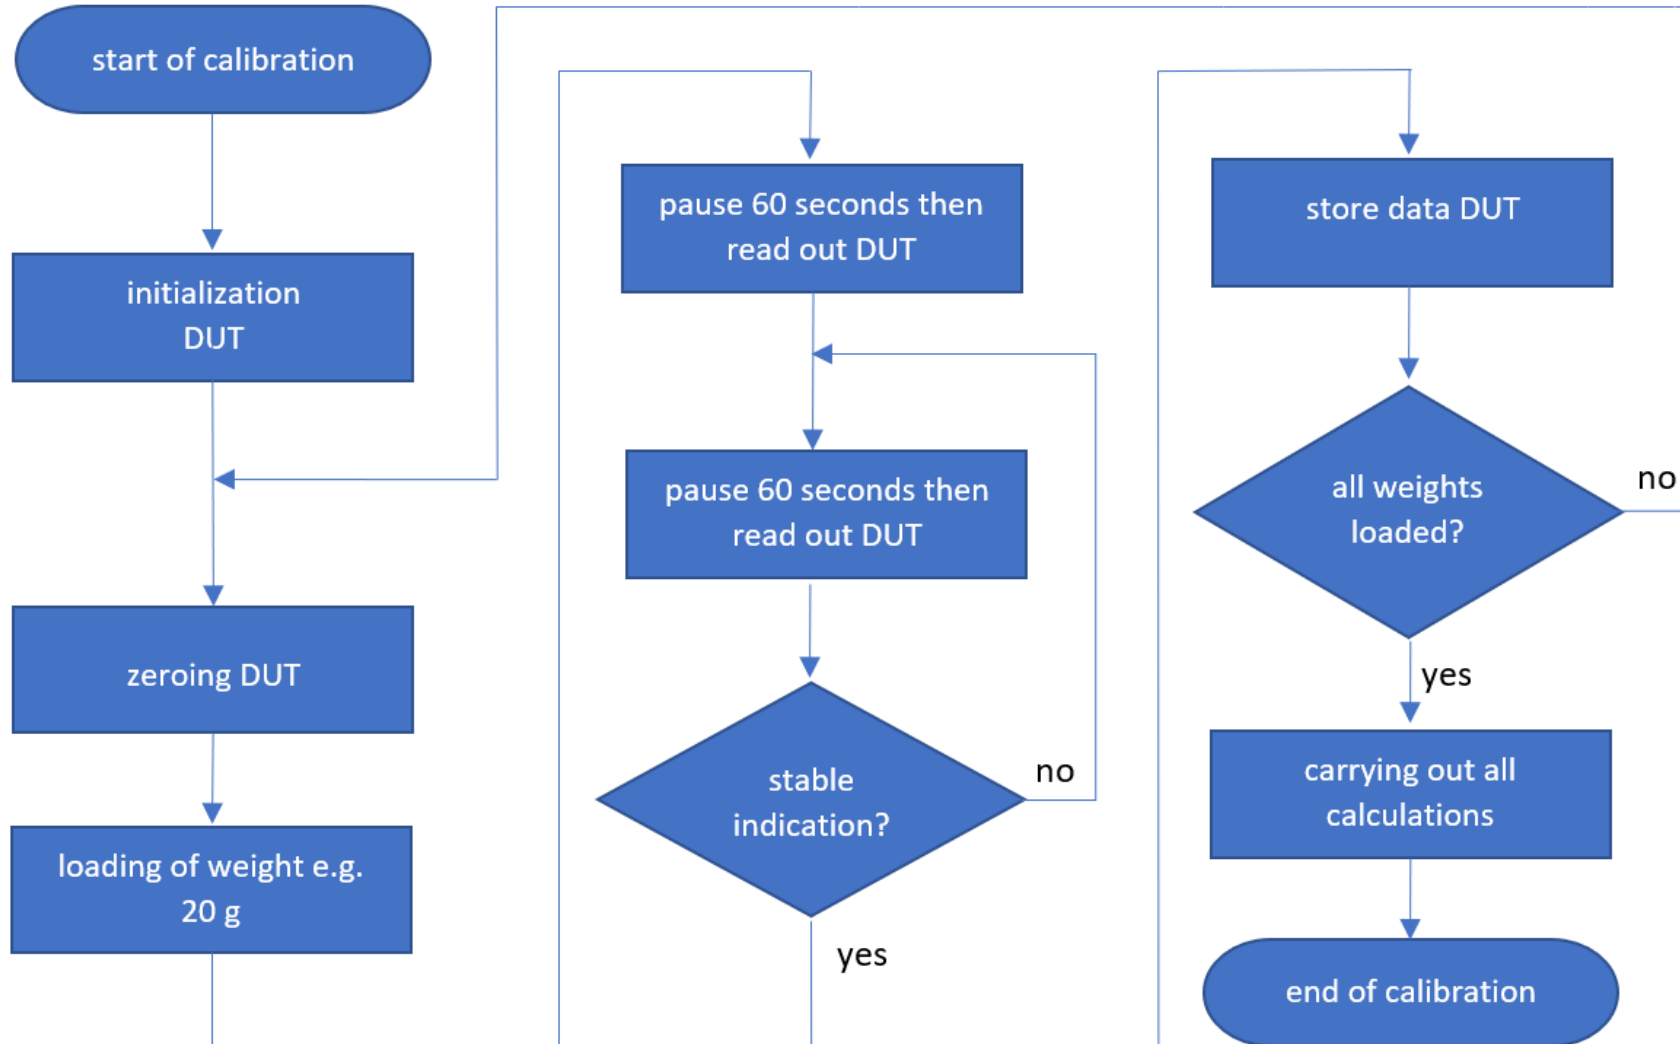 start of calibration
initialization
DUT
zeroing DUT
loading of weight e.g.
20 g
pause 60 seconds then
read out DUT
pause 60 seconds then
read out DUT
stable
indication?
no
yes
store data DUT
all weights
loaded?
no
yes
carrying out all
calculations
end of calibration